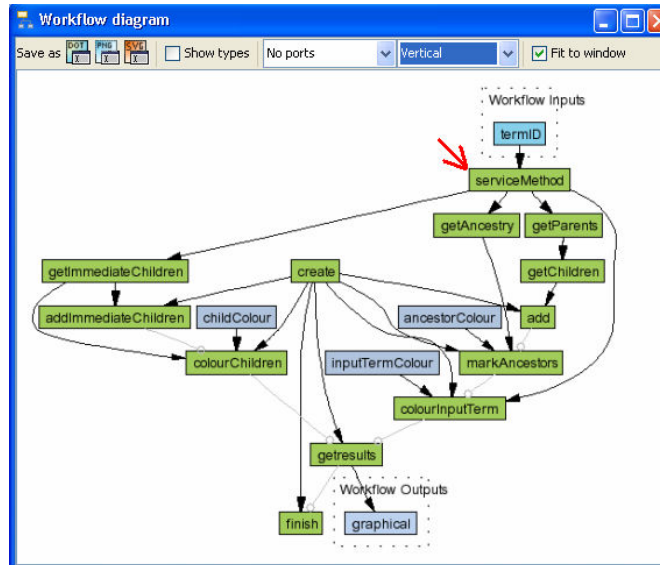 Workflow diagram
Save as DOT PNG SVG Show types No ports Vertical Fit to window
Workflow Inputs
termID
serviceMethod
getAncestry getParents
getImmediateChildren create getChildren
addImmediateChildren childColour ancestorColour add
colourChildren inputTermColour markAncestors
colourInputTerm
getresults
Workflow Outputs
finish graphical